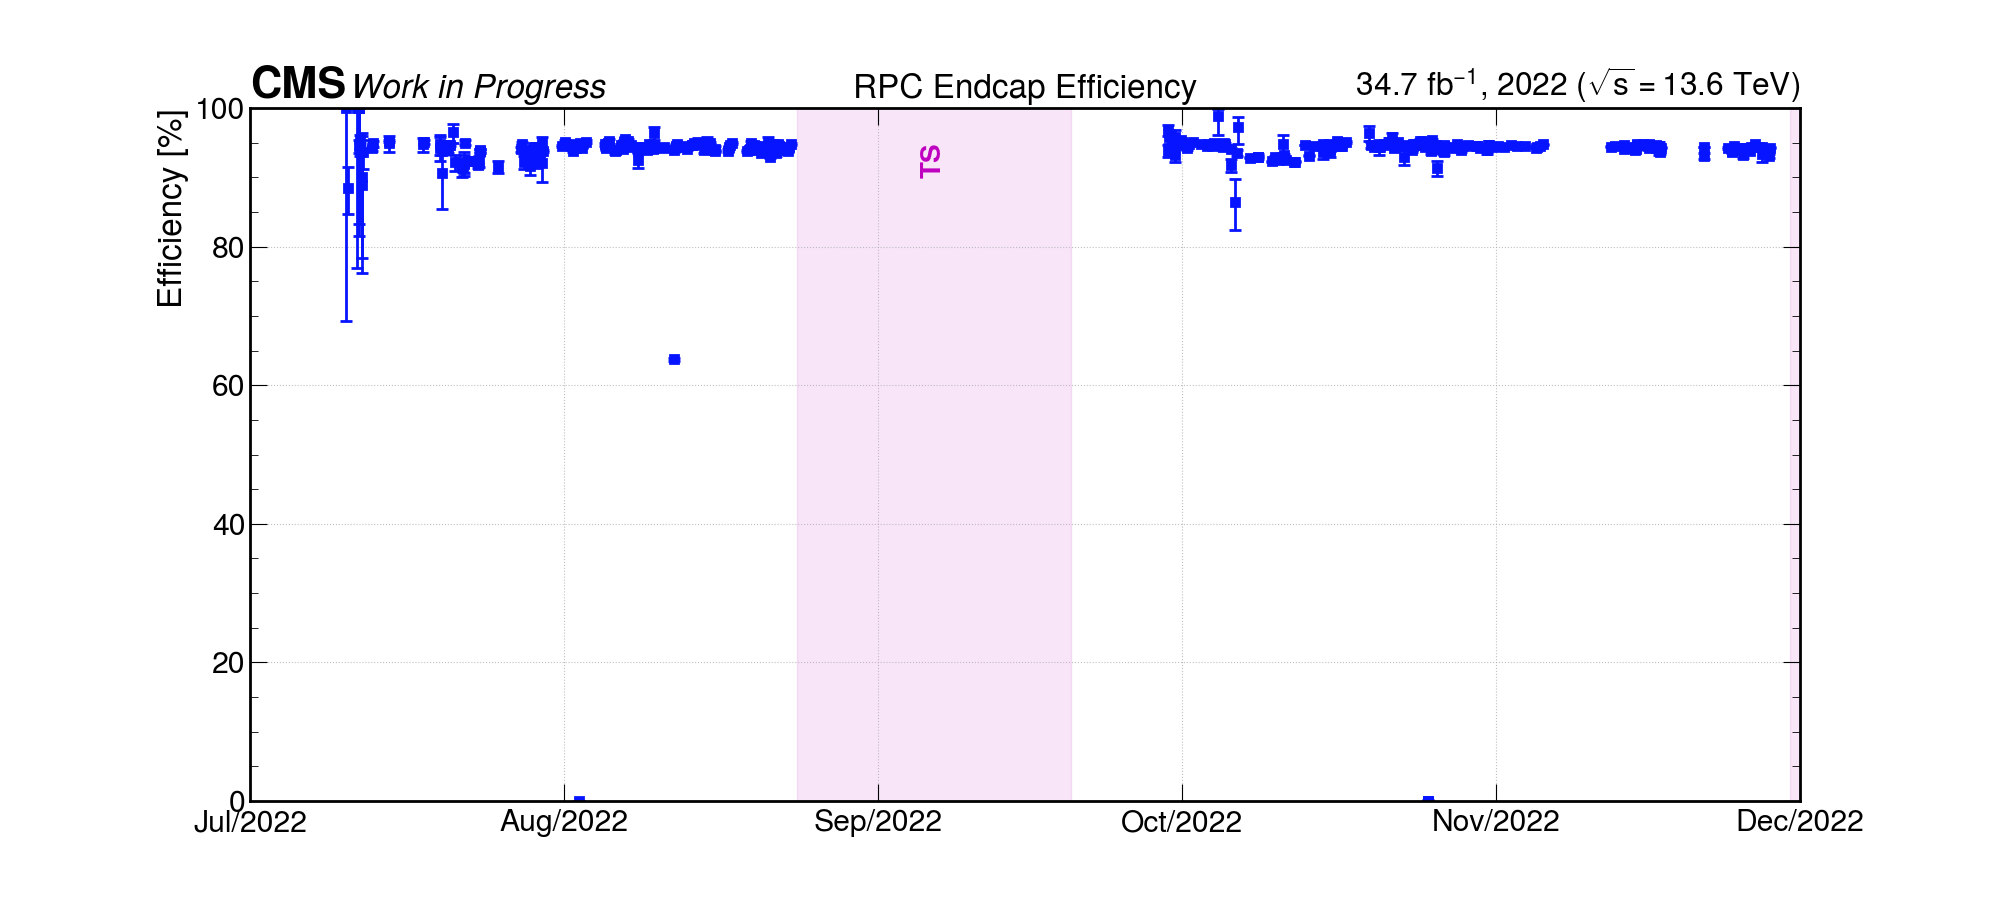 CMS Work in Progress RPC Endcap Efficiency 34.7 fb⁻¹, 2022 (√s = 13.6 TeV)
Efficiency [%]
100
80
60
40
20
0
TS
Jul/2022 Aug/2022 Sep/2022 Oct/2022 Nov/2022 Dec/2022